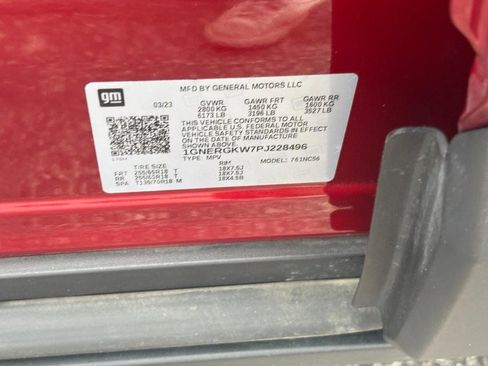 MFD BY GENERAL MOTORS LLC
gm
03/23 GVWR GAWR FRT GAWR RR
2800 KG 1450 KG 1600 KG
6173 LB 3196 LB 3527 LB
THIS VEHICLE CONFORMS TO ALL
APPLICABLE U.S. FEDERAL MOTOR
VEHICLE SAFETY STANDARDS IN
EFFECT ON THE DATE OF MANUFACTURE
SHOWN ABOVE.
1GNERGKW7PJ228496
TYPE: MPV MODEL: 761NC56
TIRE SIZE RIM
FRT 255/65R18 T 18X7.5J
RR 255/65R18 T 18X7.5J
SPA T135/70R18 M 18X4.5B